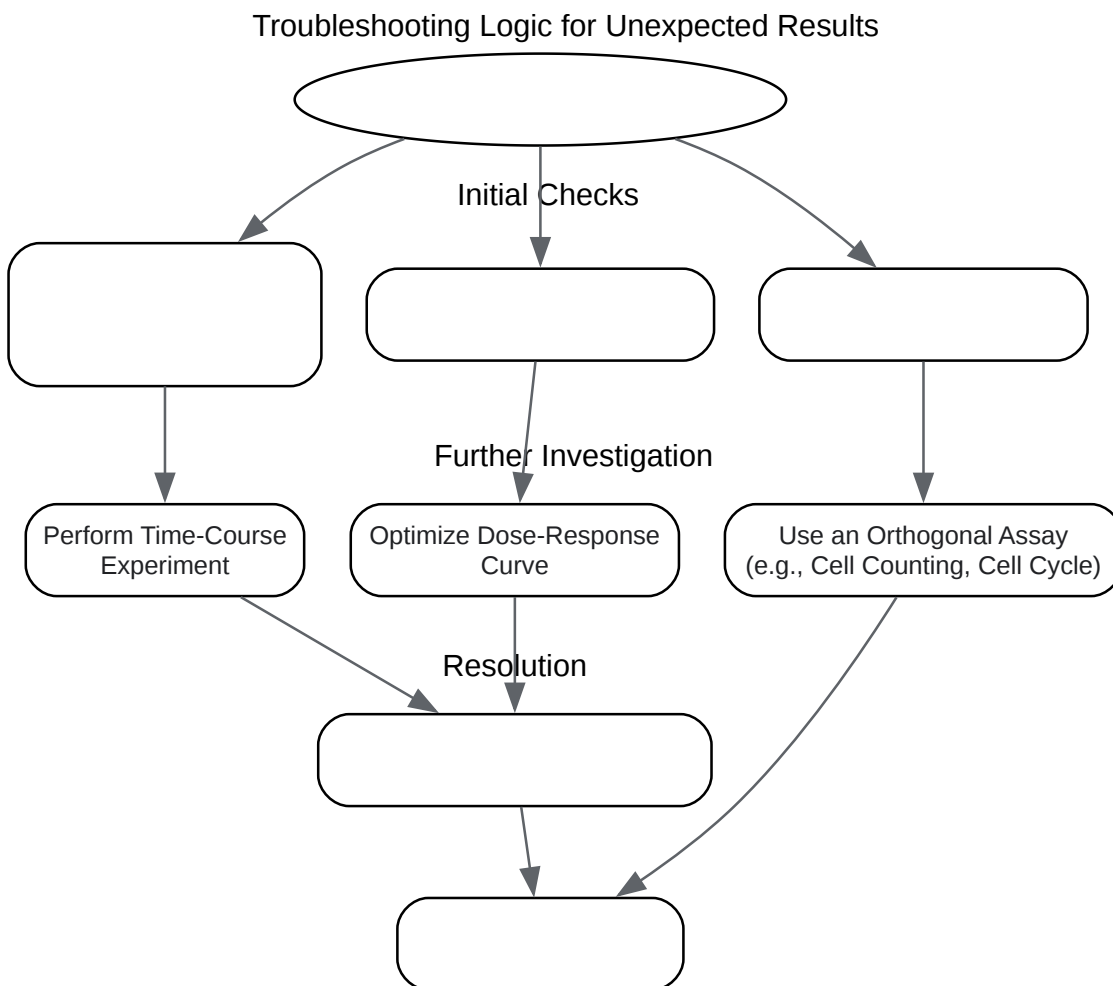 Troubleshooting Logic for Unexpected Results
Initial Checks
Further Investigation
Perform Time-Course
Experiment
Optimize Dose-Response
Curve
Use an Orthogonal Assay
(e.g., Cell Counting, Cell Cycle)
Resolution